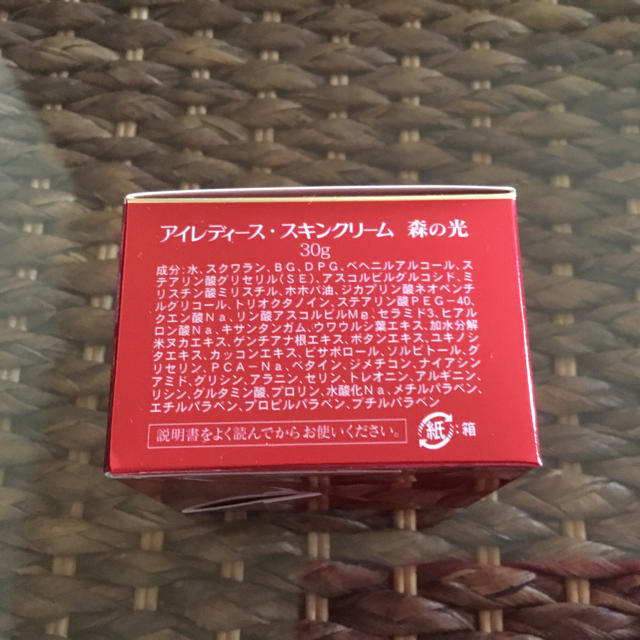 アイレディース・スキンクリーム 森の光
30g
成分:水、スクワラン、BG、DPG、ベヘニルアルコール、ス
テアリン酸グリセリル(SE)、アスコルビルグルコシド、ミ
リスチン酸ミリスチル、ホホバ油、ジカプリン酸ネオペンチ
ルグリコール、トリオクタノイン、ステアリン酸PEG-40、
クエン酸Na、リン酸アスコルビルMg、セラミド3、ヒアル
ロン酸Na、キサンタンガム、ウワウルシ葉エキス、加水分解
米ヌカエキス、ゲンチアナ根エキス、ボタンエキス、ユキノシ
タエキス、カッコンエキス、ビサボロール、ソルビトール、グ
リセリン、PCA-Na、ベタイン、ジメチコン、ナイアシン
アミド、グリシン、アラニン、セリン、トレオニン、アルギニン、
リシン、グルタミン酸、プロリン、水酸化Na、メチルパラベン、
エチルパラベン、プロピルパラベン、ブチルパラベン
説明書をよく読んでからお使いください。
紙:箱